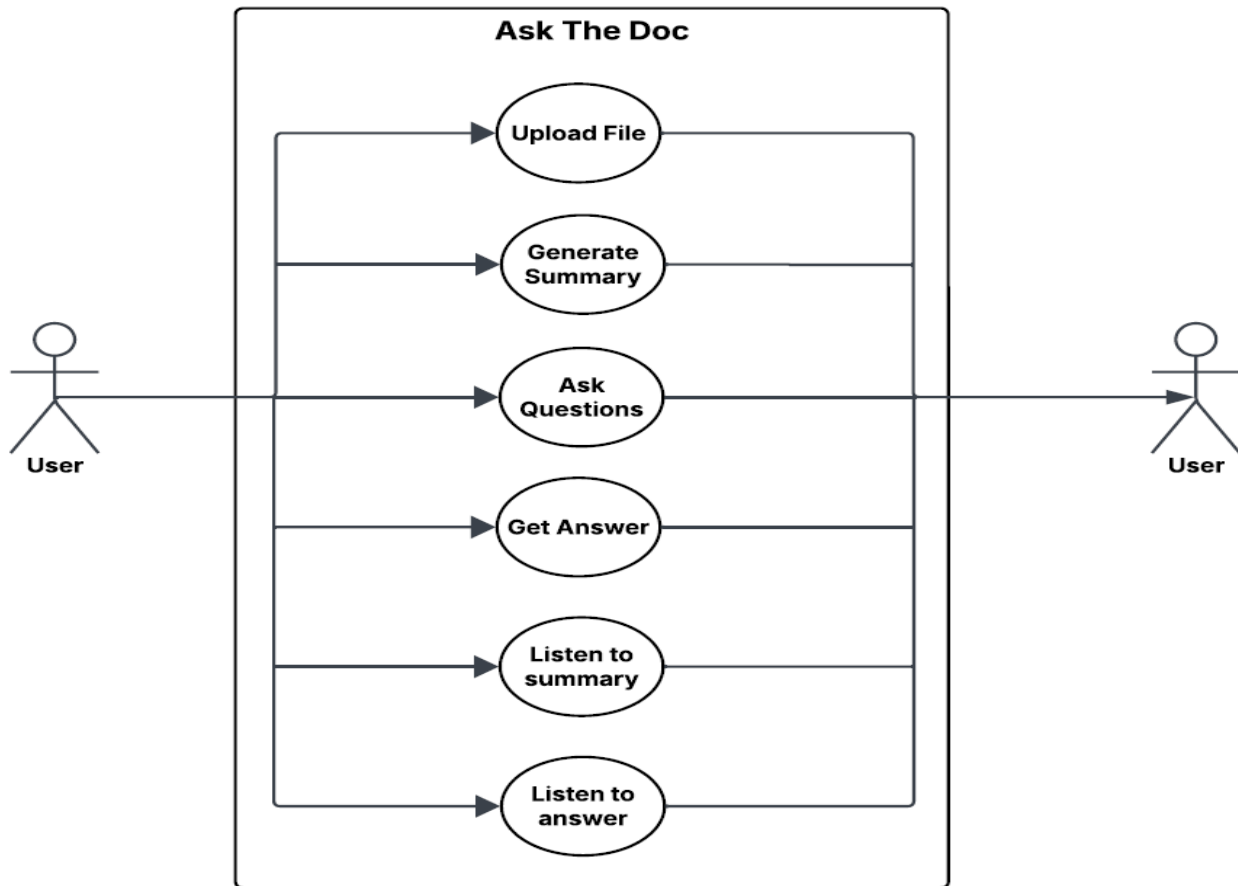 Ask The Doc
Upload File
Generate
Summary
Ask
Questions
User
User
Get Answer
Listen to
summary
Listen to
answer